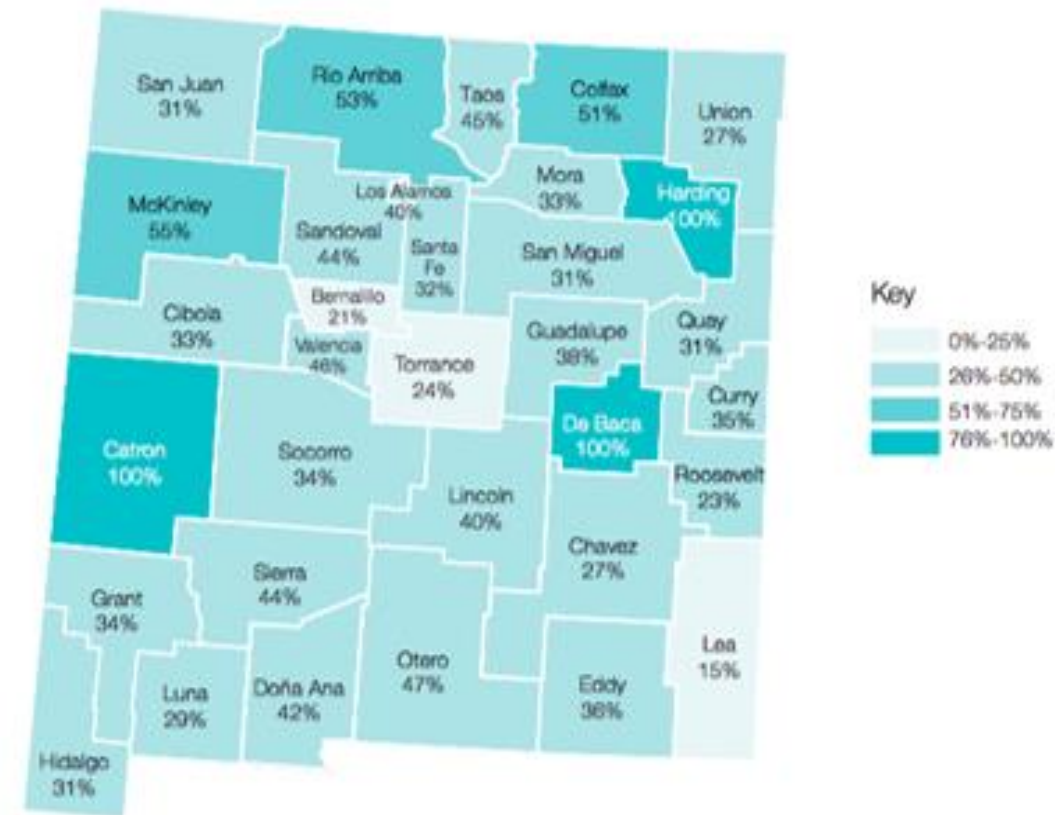 San Juan
31%
Rio Arriba
53%
Taos
45%
Colfax
51%
Union
27%
McKinley
55%
Los Alamos
40%
Sandoval
44%
Santa
Fe
32%
Mora
33%
Harding
100%
San Miguel
31%
Bernalillo
21%
Cibola
33%
Valencia
46%
Torrance
24%
Guadalupe
38%
Quay
31%
Curry
35%
Catron
100%
Socorro
34%
Lincoln
40%
De Baca
100%
Roosevelt
23%
Chavez
27%
Sierra
44%
Grant
34%
Luna
29%
Doña Ana
42%
Otero
47%
Eddy
36%
Lea
15%
Hidalgo
31%
Key
0%-25%
26%-50%
51%-75%
76%-100%